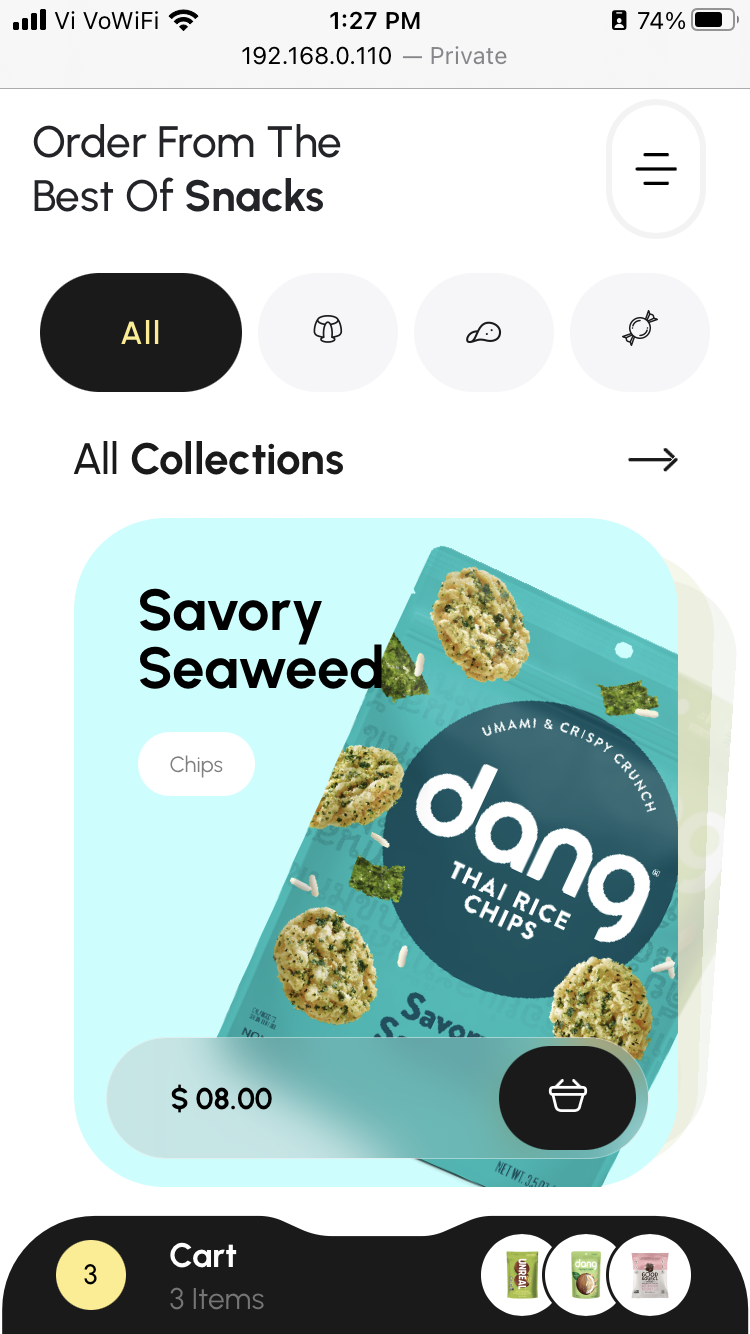 Vi VoWiFi 1:27 PM 74%
192.168.0.110 — Private
Order From The
Best Of Snacks
All
All Collections
Savory
Seaweed
Chips
UMAMI & CRISPY CRUNCH
dang
THAI RICE
CHIPS
Savory
$ 08.00
NET WT. 3.5
Cart
3
3 Items
UNREAL
dang